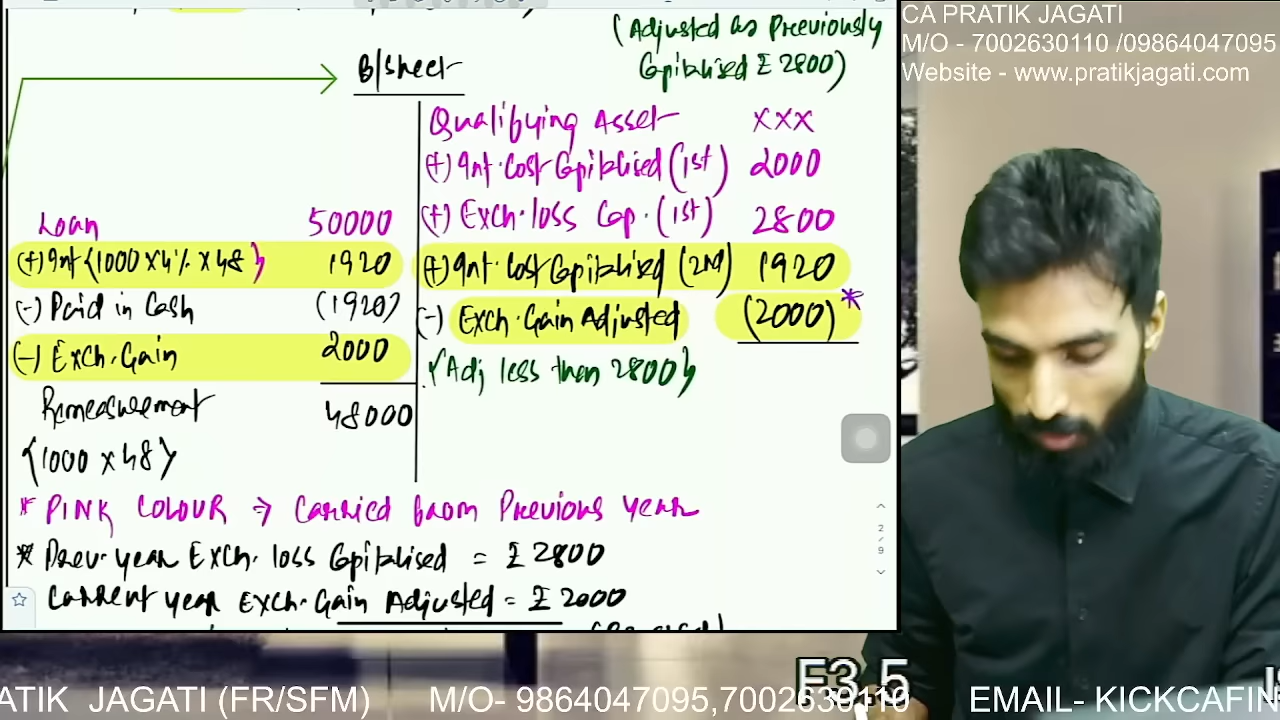 (Adjusted as Previously
Capitalised ₹ 2800)
B/Sheet
Qualifying Asset xxx
(+) Int. Cost Capitalised (1st) 2000
Loan 50000
(+) Exch. loss Cap. (1st) 2800
(+) Int {1000 x 4% x 48} 1920
(+) Int. Cost Capitalised (2nd) 1920
(-) Paid in Cash (1920)
(-) Exch. Gain Adjusted (2000) *
(-) Exch. Gain 2000
{Adj less than 2800}
Remeasurement 48000
{1000 x 48}
* PINK COLOUR ⇒ Carried from Previous year
* Prev. year Exch. loss Capitalised = ₹ 2800
Current year Exch. Gain Adjusted = ₹ 2000
2/9
CA PRATIK JAGATI
M/O - 7002630110 /09864047095
Website - www.pratikjagati.com
F3.5
ATIK JAGATI (FR/SFM) M/O- 9864047095,7002630110 EMAIL- KICKCAFIN